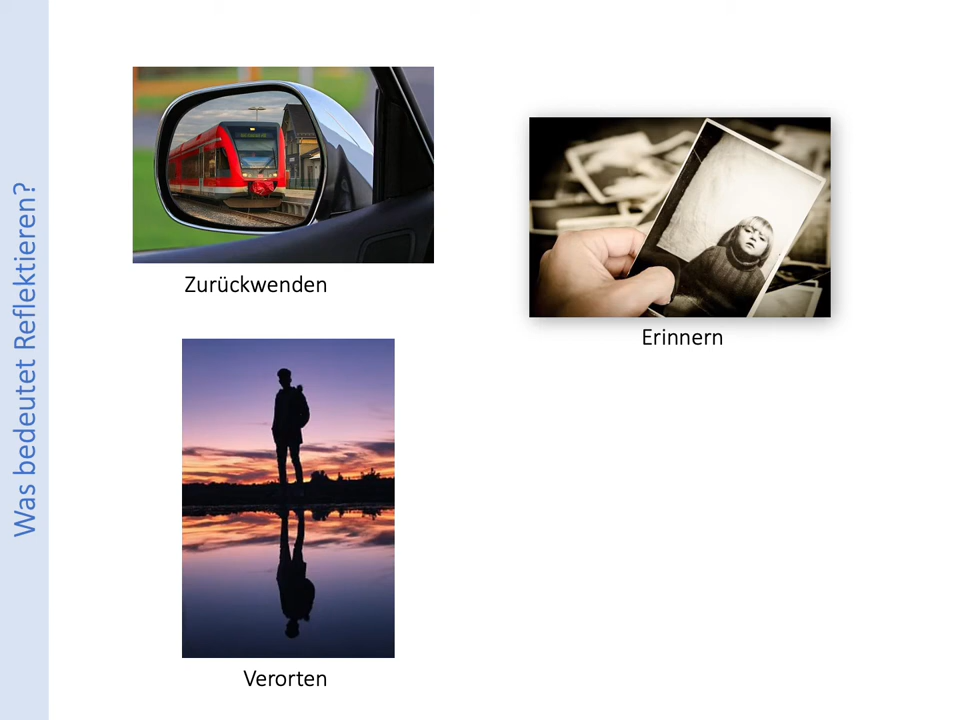 Was bedeutet Reflektieren?
Zurückwenden
Erinnern
Verorten